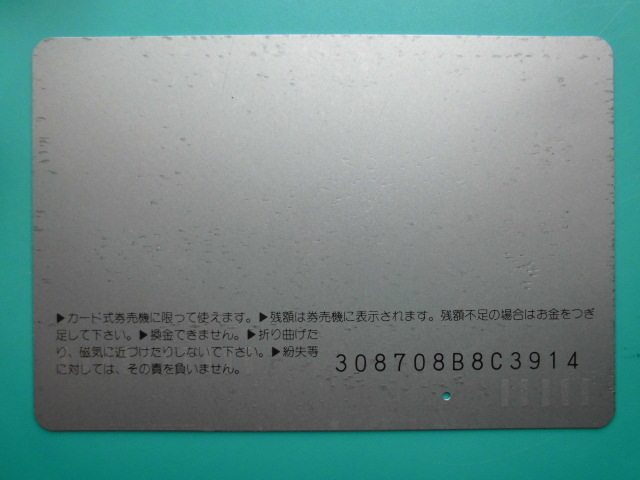 ▶カード式券売機に限って使えます。▶残額は券売機に表示されます。残額不足の場合はお金をつぎ
足して下さい。▶換金できません。▶折り曲げた
り、磁気に近づけたりしないで下さい。▶紛失等
に対しては、その責を負いません。
308708B8C3914